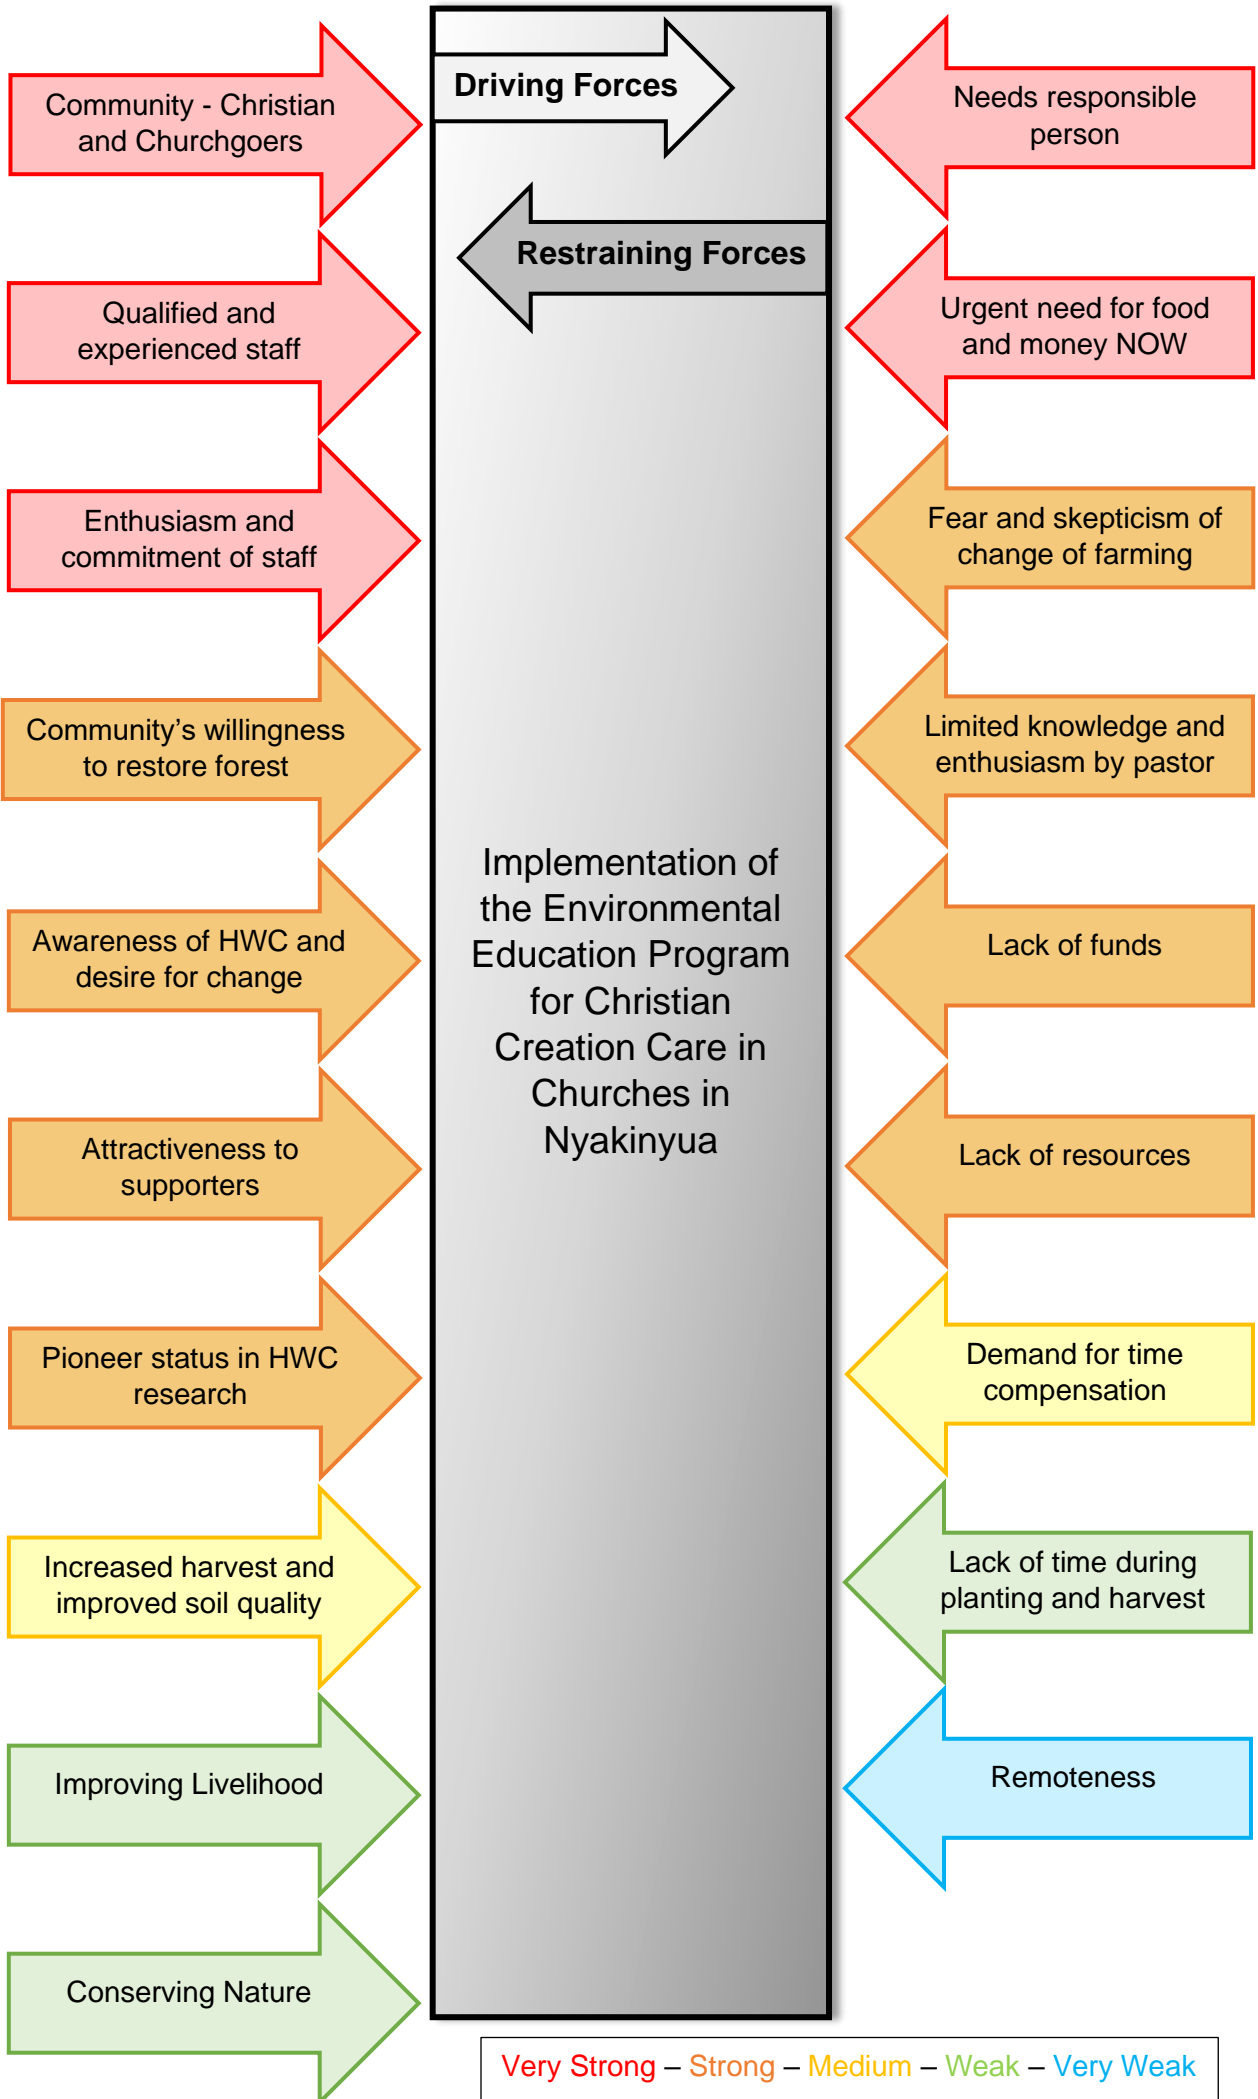 Community - Christian
and Churchgoers
Qualified and
experienced staff
Enthusiasm and
commitment of staff
Community’s willingness
to restore forest
Awareness of HWC and
desire for change
Attractiveness to
supporters
Pioneer status in HWC
research
Increased harvest and
improved soil quality
Improving Livelihood
Conserving Nature
Driving Forces
Restraining Forces
Implementation of
the Environmental
Education Program
for Christian
Creation Care in
Churches in
Nyakinyua
Needs responsible
person
Urgent need for food
and money NOW
Fear and skepticism of
change of farming
Limited knowledge and
enthusiasm by pastor
Lack of funds
Lack of resources
Demand for time
compensation
Lack of time during
planting and harvest
Remoteness
Very Strong – Strong – Medium – Weak – Very Weak